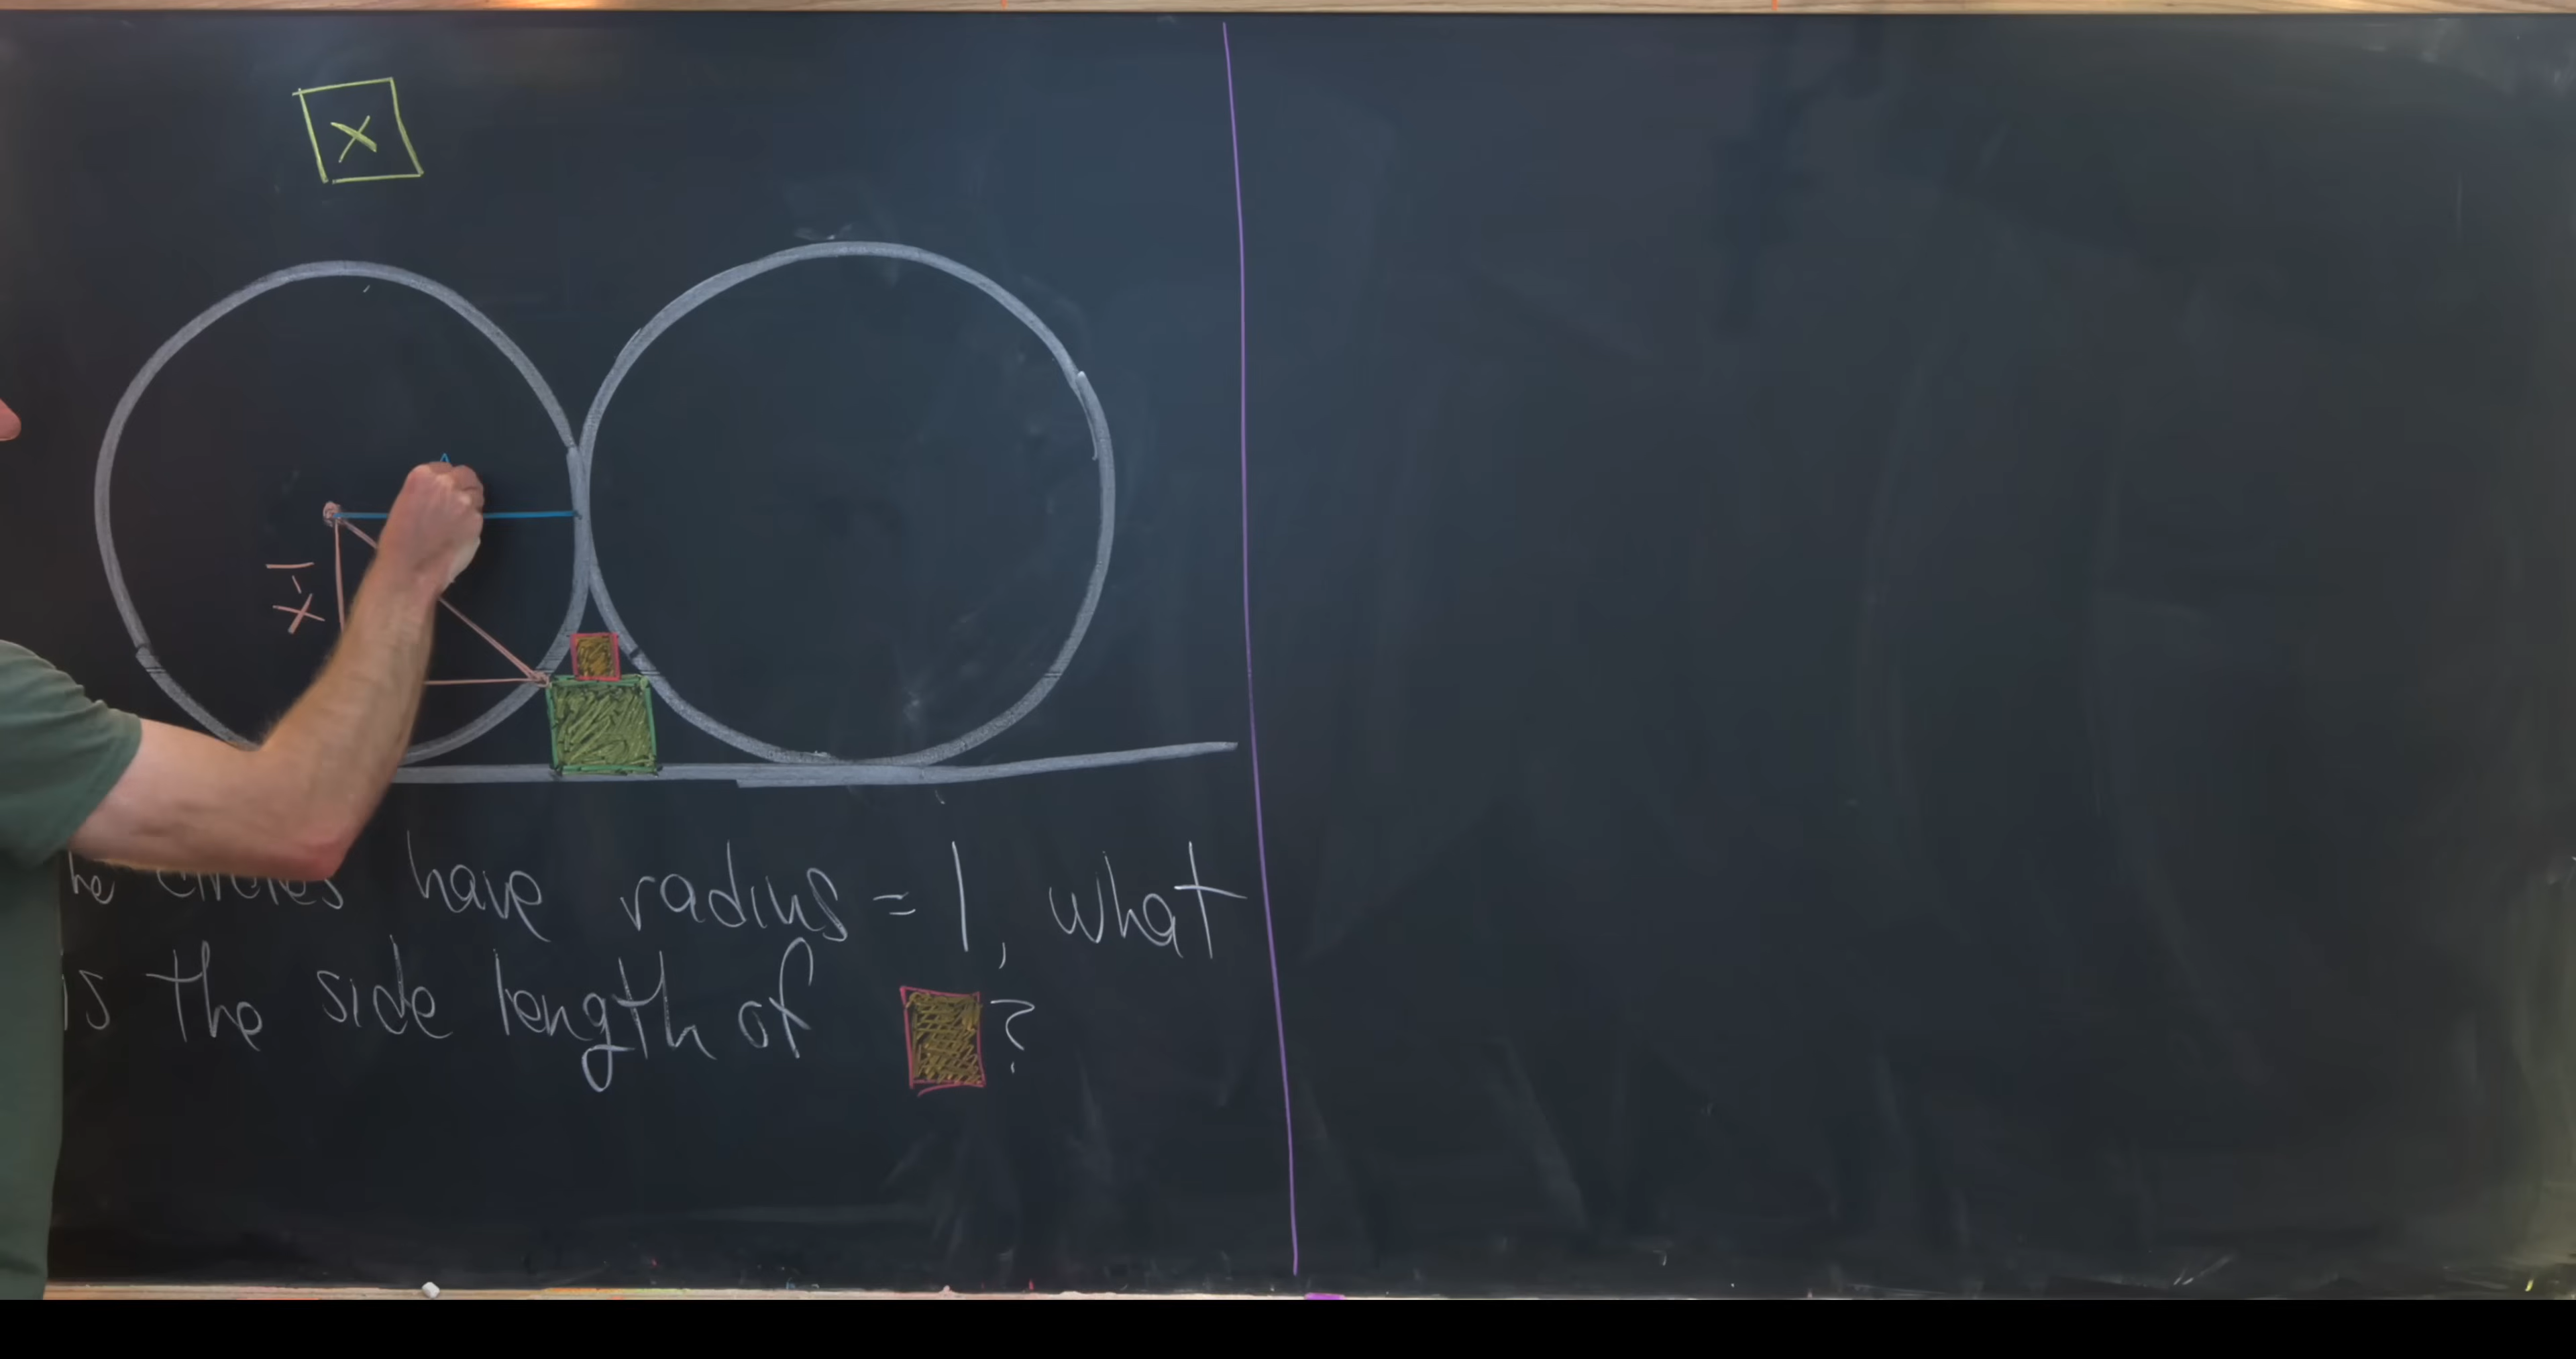 x
1-x
he circles have radius = 1, what
is the side length of ?